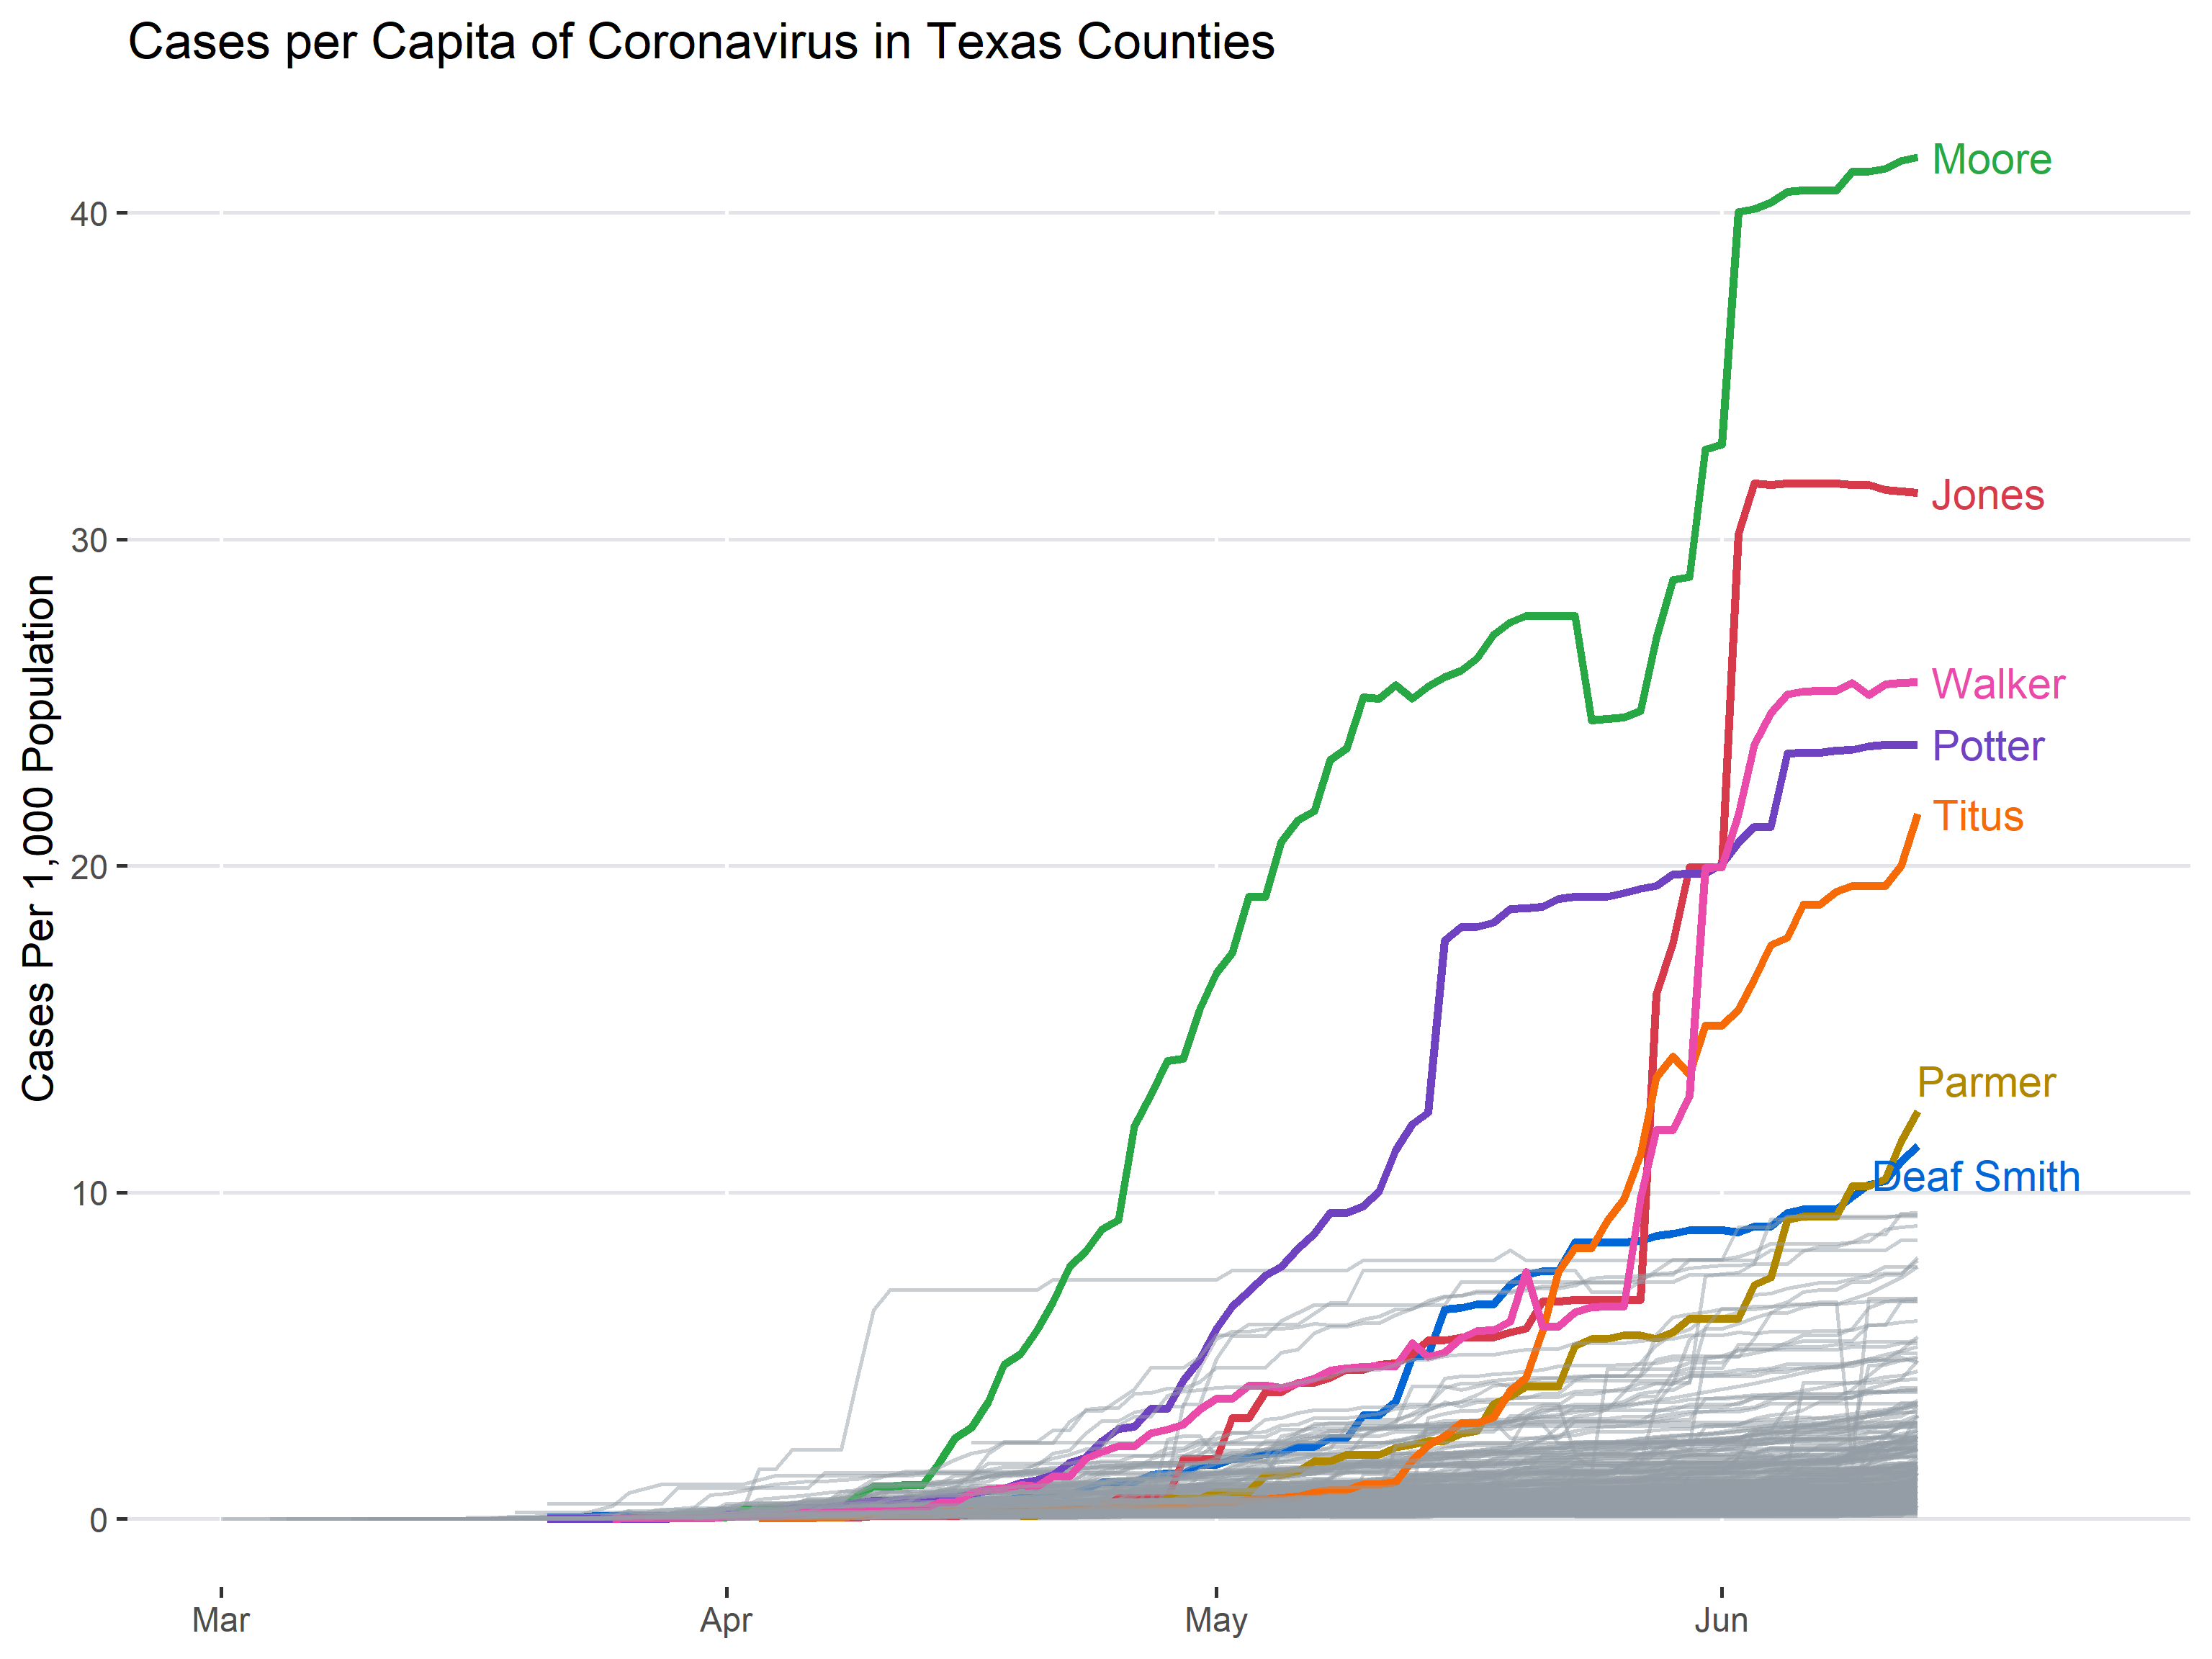 Cases per Capita of Coronavirus in Texas Counties
Cases Per 1,000 Population
40
30
20
10
0
Moore
Jones
Walker
Potter
Titus
Parmer
Deaf Smith
Mar
Apr
May
Jun